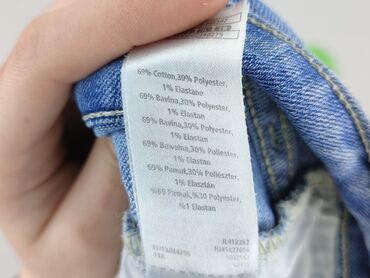 69% Cotton,30% Polyester,
1% Elastane
69% Bavlna,30% Polyester,
1% Elastan
69% Bavlna,30% Polyester,
1% Elastan
69% Bawełna,30% Poliester,
1% Elastan
69% Pamut,30% Poliészter,
1% Elasztán
%69 Pamuk,%30 Polyester,
%1 Elastan